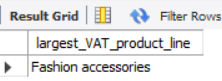 Result Grid Filter Rows
largest_VAT_product_line
Fashion accessories